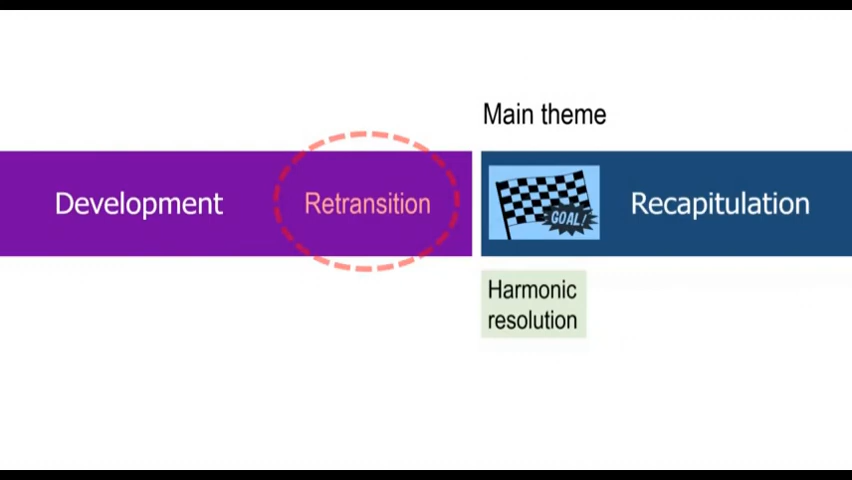 Main theme
Development
Retransition
GOAL!
Recapitulation
Harmonic
resolution